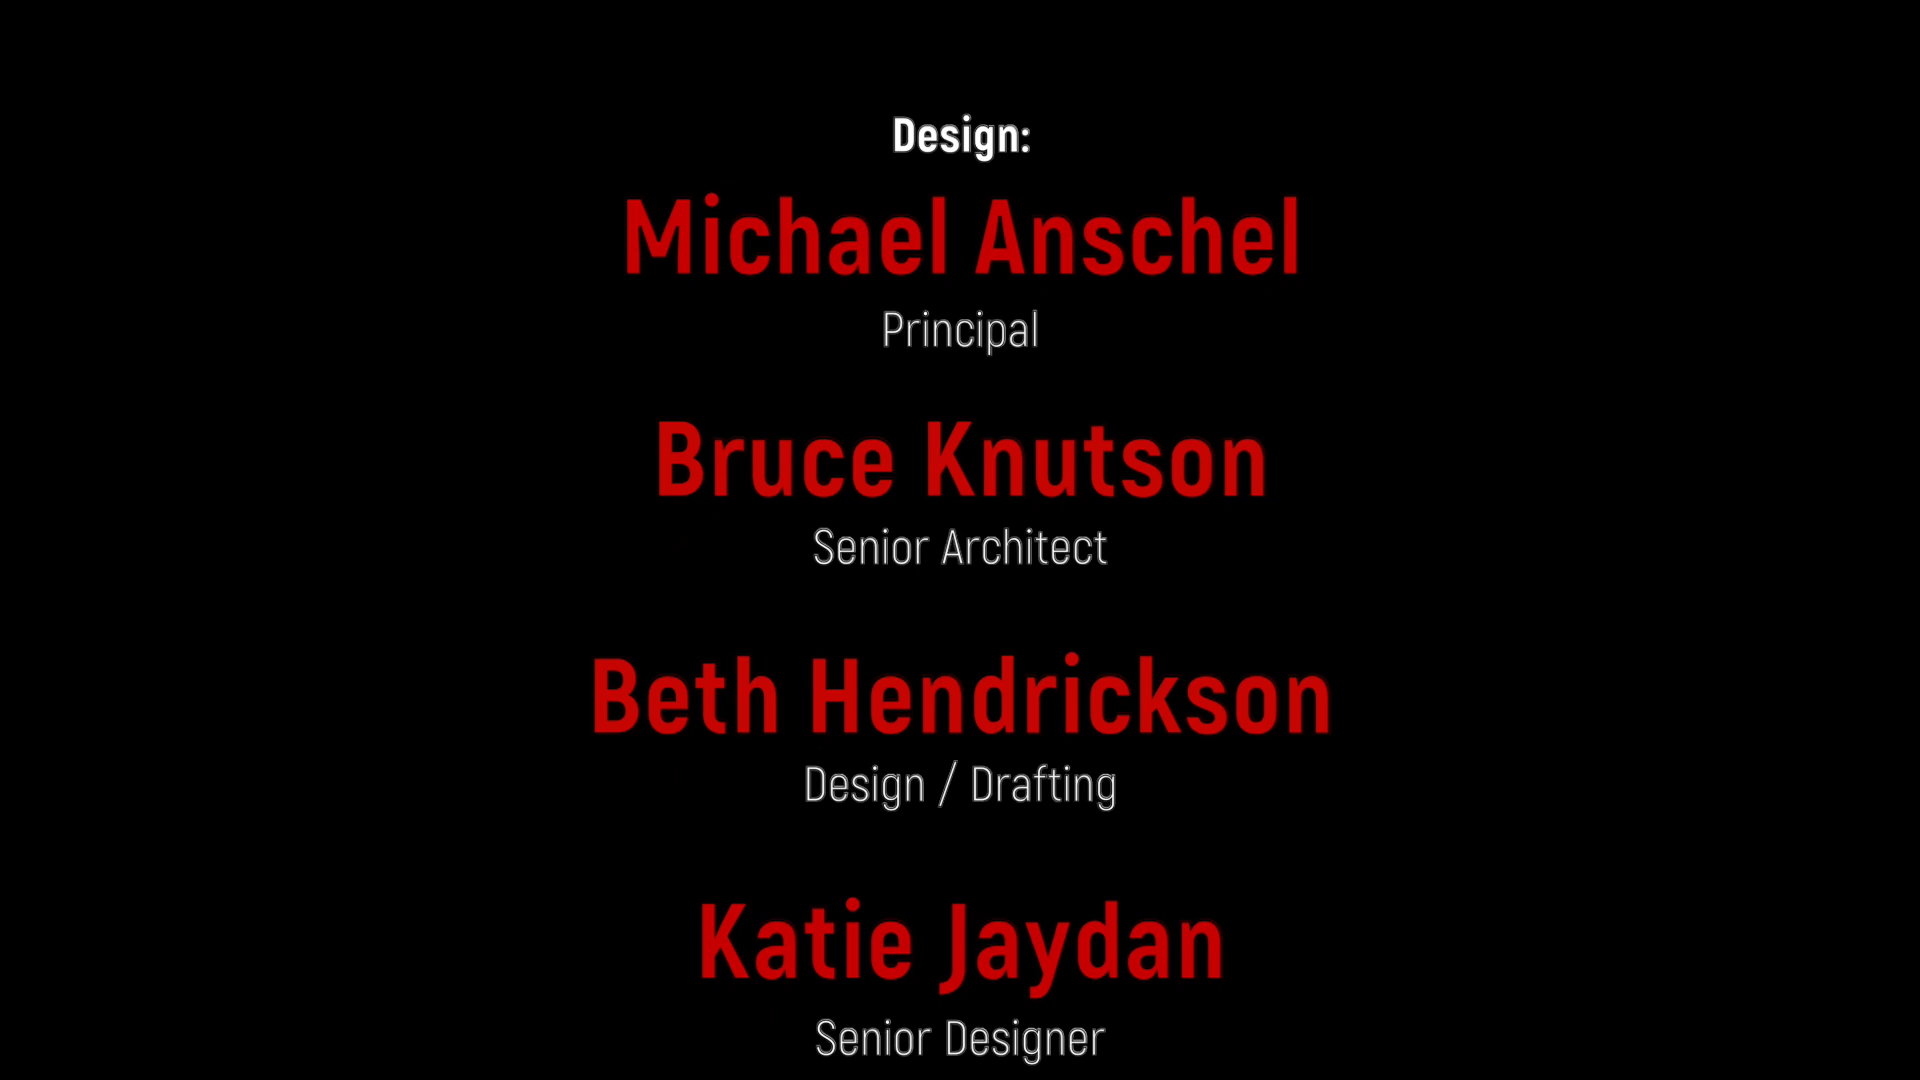 Design:
Michael Anschel
Principal
Bruce Knutson
Senior Architect
Beth Hendrickson
Design / Drafting
Katie Jaydan
Senior Designer